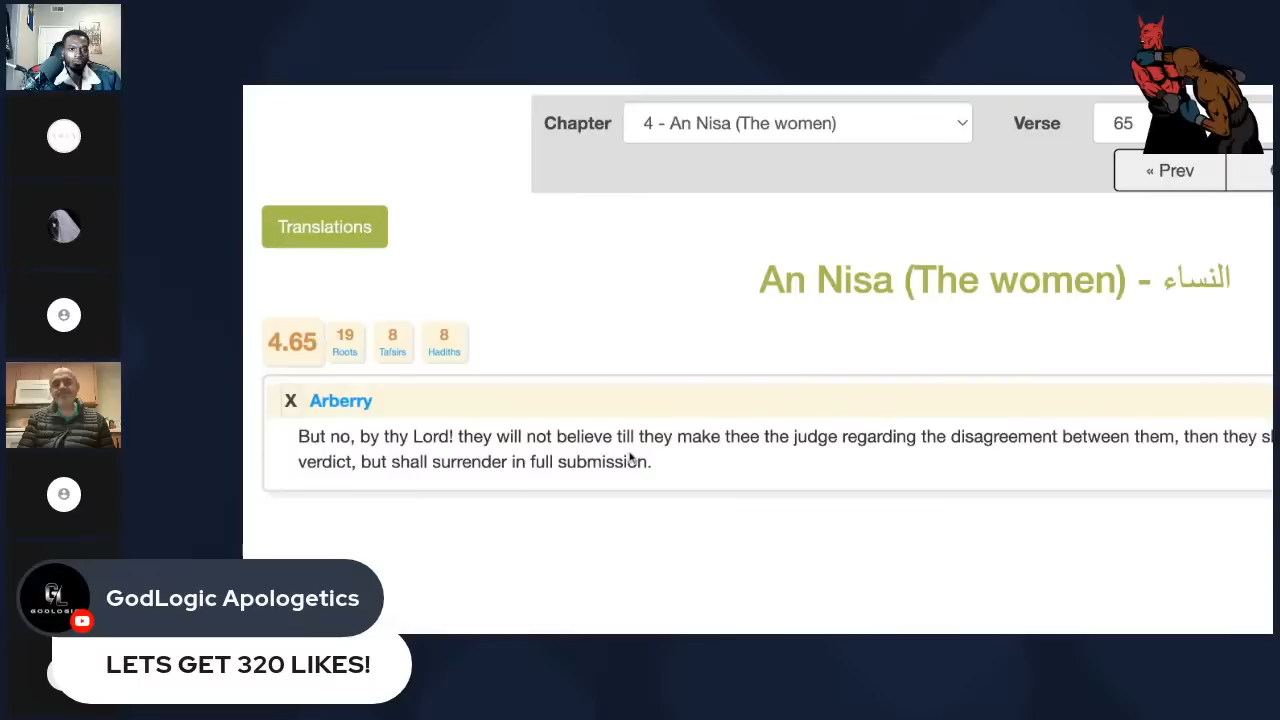 Chapter
4 - An Nisa (The women)
Verse
65
« Prev
Translations
An Nisa (The women) - النساء
4.65
19
Roots
8
Tafsirs
8
Hadiths
X Arberry
But no, by thy Lord! they will not believe till they make thee the judge regarding the disagreement between them, then they
verdict, but shall surrender in full submission.
GL
GODLOGIC
GodLogic Apologetics
LETS GET 320 LIKES!